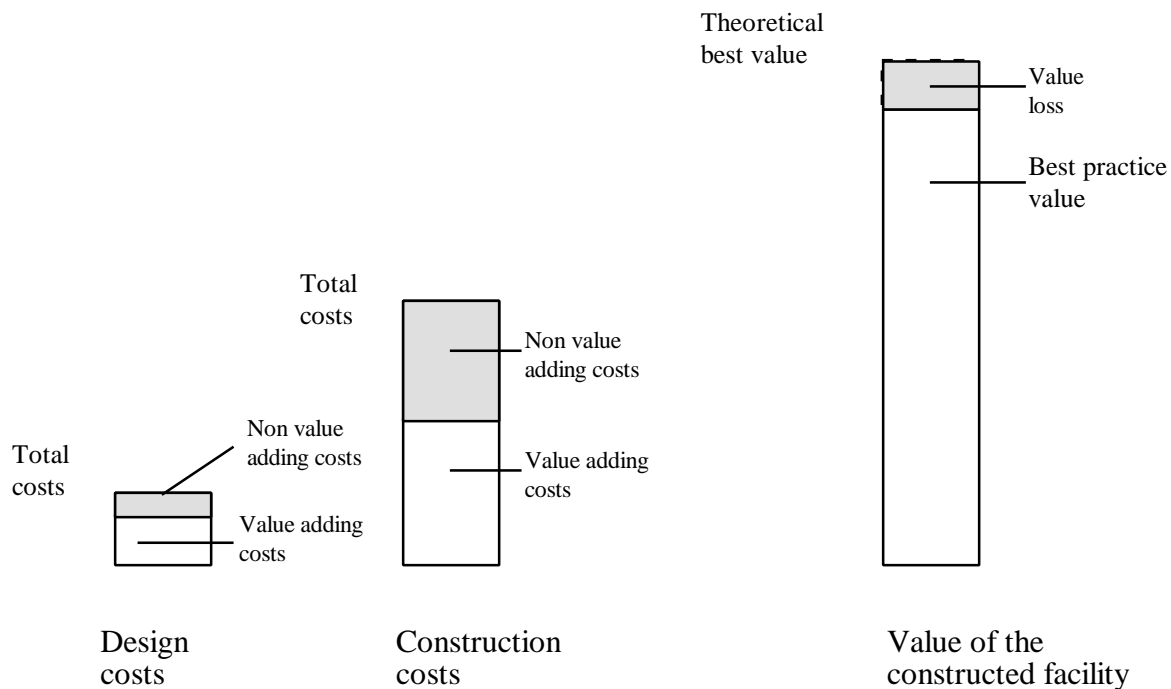 Theoretical
best value
Value
loss
Best practice
value
Total
costs
Non value
adding costs
Value adding
costs
Total
costs
Non value
adding costs
Value adding
costs
Design
costs
Construction
costs
Value of the
constructed facility